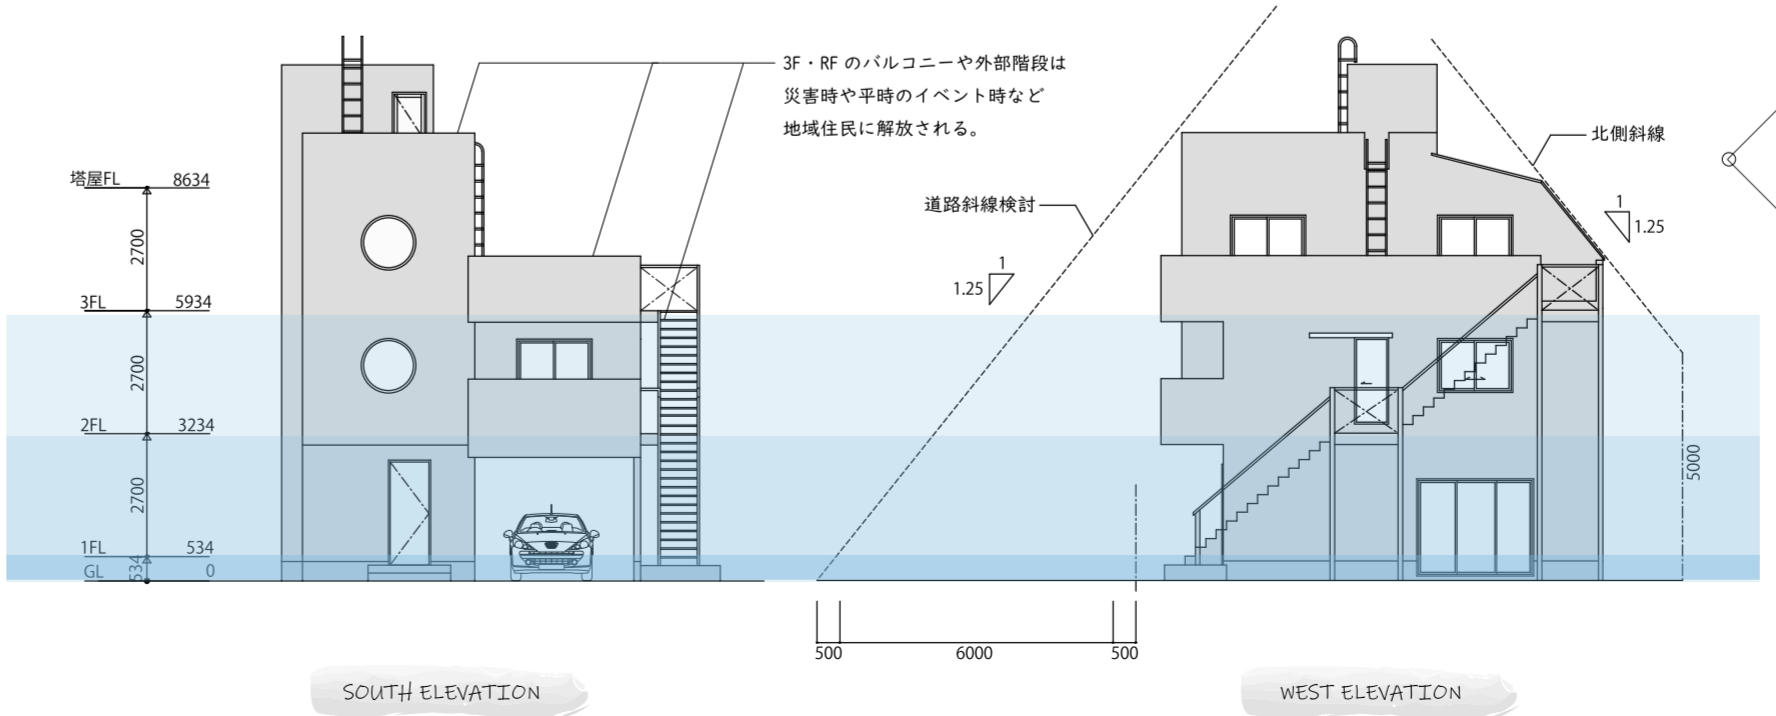 3F・RF のバルコニーや外部階段は
災害時や平時のイベント時など
地域住民に解放される。
北側斜線
道路斜線検討
塔屋FL 8634
2700
3FL 5934
2700
2FL 3234
2700
1FL 534
534
GL 0
1
1.25
1
1.25
5000
500 6000 500
SOUTH ELEVATION
WEST ELEVATION